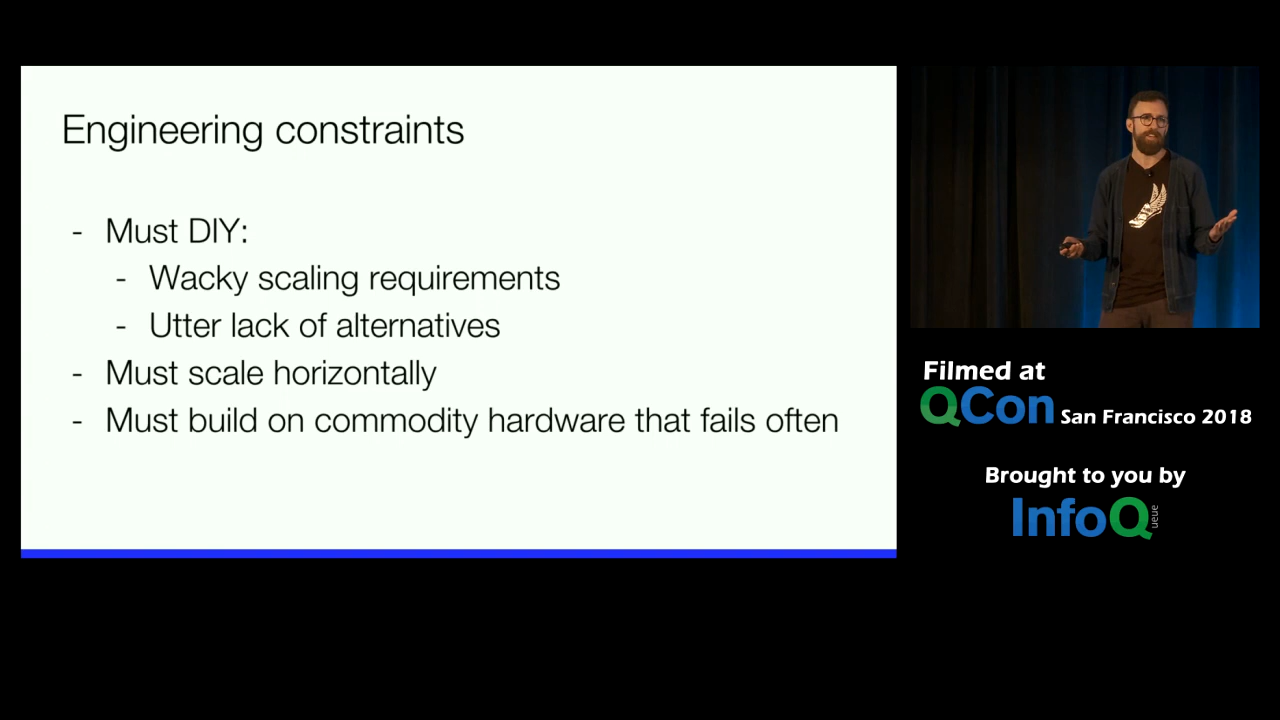 Engineering constraints
- Must DIY:
- Wacky scaling requirements
- Utter lack of alternatives
- Must scale horizontally
- Must build on commodity hardware that fails often
Filmed at
QCon San Francisco 2018
Brought to you by
InfoQueue